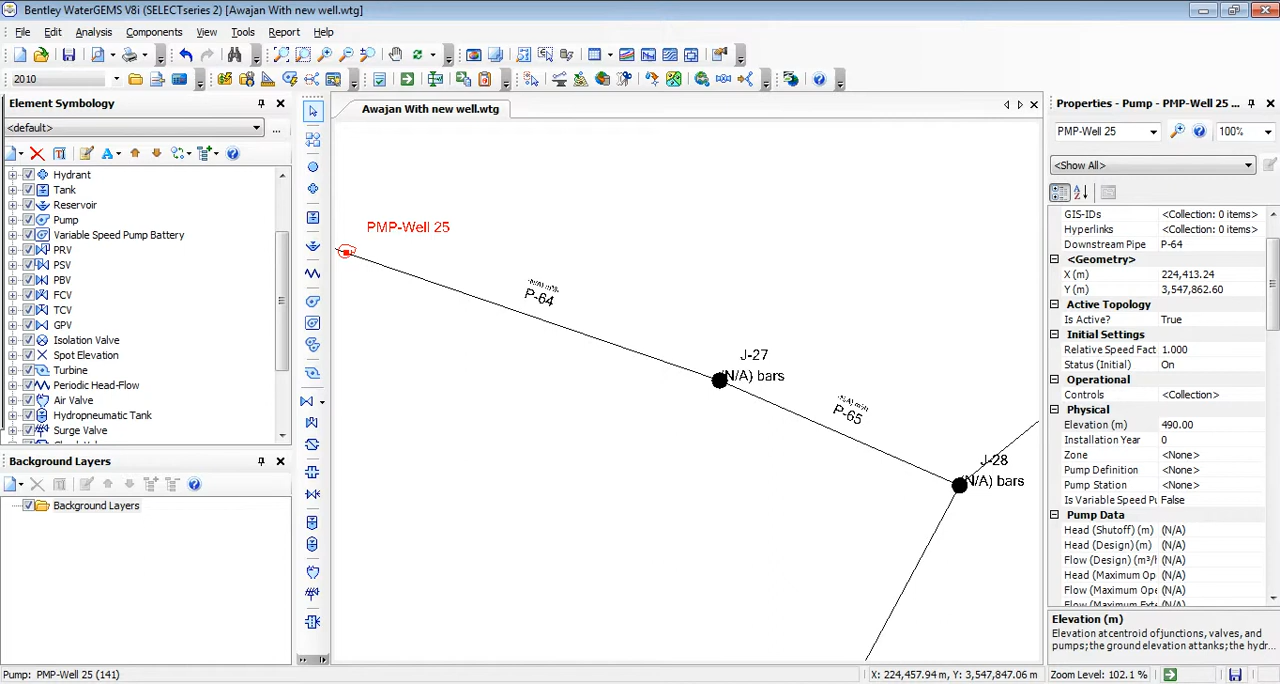 Bentley WaterGEMS V8i (SELECTseries 2) [Awajan With new well.wtg]
File Edit Analysis Components View Tools Report Help
2010
Element Symbology
<default>
Hydrant
Tank
Reservoir
Pump
Variable Speed Pump Battery
PRV
PSV
PBV
FCV
TCV
GPV
Isolation Valve
Spot Elevation
Turbine
Periodic Head-Flow
Air Valve
Hydropneumatic Tank
Surge Valve
Background Layers
Background Layers
Awajan With new well.wtg
PMP-Well 25
P-64
J-27
(N/A) bars
P-65
J-28
(N/A) bars
Properties - Pump - PMP-Well 25 ...
PMP-Well 25 100%
<Show All>
GIS-IDs <Collection: 0 items>
Hyperlinks <Collection: 0 items>
Downstream Pipe P-64
<Geometry>
X (m) 224,413.24
Y (m) 3,547,862.60
Active Topology
Is Active? True
Initial Settings
Relative Speed Fact 1.000
Status (Initial) On
Operational
Controls <Collection>
Physical
Elevation (m) 490.00
Installation Year 0
Zone <None>
Pump Definition <None>
Pump Station <None>
Is Variable Speed Pu False
Pump Data
Head (Shutoff) (m) (N/A)
Head (Design) (m) (N/A)
Flow (Design) (m³/h (N/A)
Head (Maximum Op (N/A)
Flow (Maximum Ope (N/A)
Flow (Maximum Exte (N/A)
Elevation (m)
Elevation at centroid of junctions, valves, and
pumps; the ground elevation at tanks; the hydr...
Pump: PMP-Well 25 (141)
X: 224,457.94 m, Y: 3,547,847.06 m
Zoom Level: 102.1 %